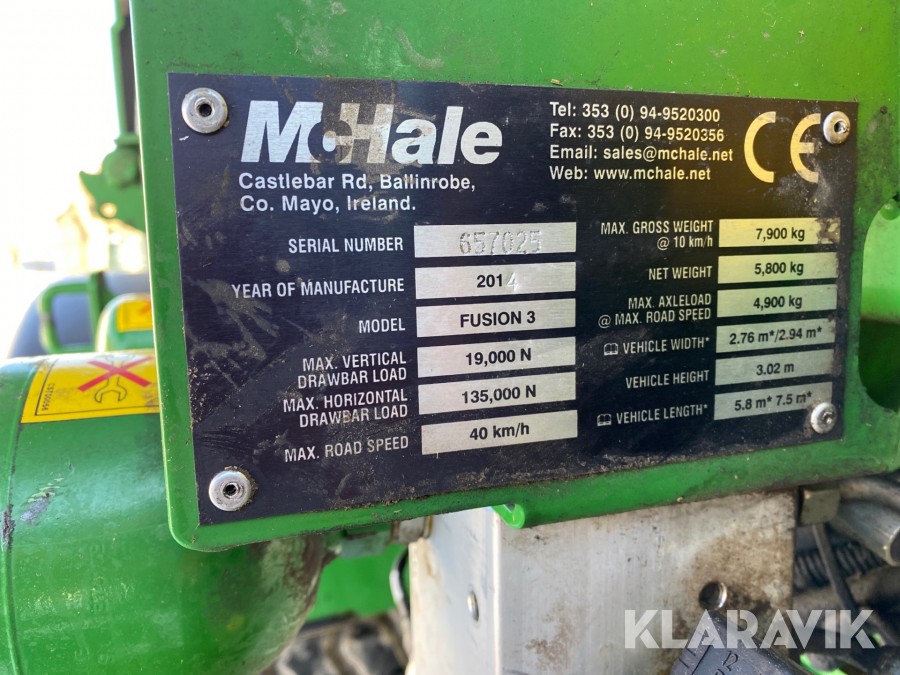 McHale
Castlebar Rd, Ballinrobe,
Co. Mayo, Ireland.
Tel: 353 (0) 94-9520300
Fax: 353 (0) 94-9520356
Email: sales@mchale.net
Web: www.mchale.net
CE
SERIAL NUMBER 657025
YEAR OF MANUFACTURE 2014
MODEL FUSION 3
MAX. VERTICAL
DRAWBAR LOAD 19,000 N
MAX. HORIZONTAL
DRAWBAR LOAD 135,000 N
MAX. ROAD SPEED 40 km/h
MAX. GROSS WEIGHT
@ 10 km/h 7,900 kg
NET WEIGHT 5,800 kg
MAX. AXLELOAD
@ MAX. ROAD SPEED 4,900 kg
VEHICLE WIDTH* 2.76 m*/2.94 m*
VEHICLE HEIGHT 3.02 m
VEHICLE LENGTH* 5.8 m* 7.5 m*
KLARAVIK